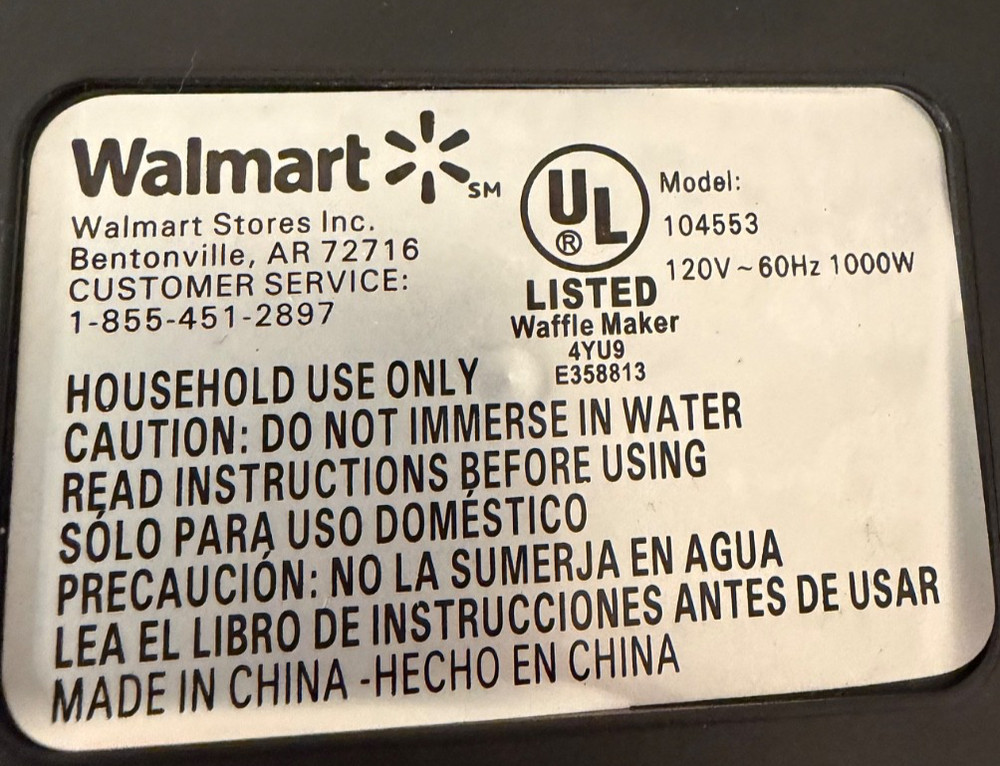 Walmart SM
Walmart Stores Inc.
Bentonville, AR 72716
CUSTOMER SERVICE:
1-855-451-2897
UL ®
LISTED
Waffle Maker
4YU9
E358813
Model:
104553
120V ~ 60Hz 1000W
HOUSEHOLD USE ONLY
CAUTION: DO NOT IMMERSE IN WATER
READ INSTRUCTIONS BEFORE USING
SÓLO PARA USO DOMÉSTICO
PRECAUCIÓN: NO LA SUMERJA EN AGUA
LEA EL LIBRO DE INSTRUCCIONES ANTES DE USAR
MADE IN CHINA -HECHO EN CHINA